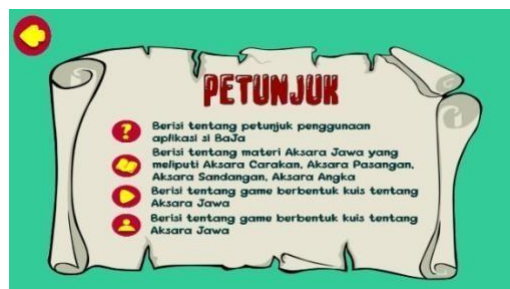 PETUNJUK
?
Berisi tentang petunjuk penggunaan
aplikasi si BaJa
Berisi tentang materi Aksara Jawa yang
meliputi Aksara Carakan, Aksara Pasangan,
Aksara Sandangan, Aksara Angka
Berisi tentang game berbentuk kuis tentang
Aksara Jawa
Berisi tentang game berbentuk kuis tentang
Aksara Jawa